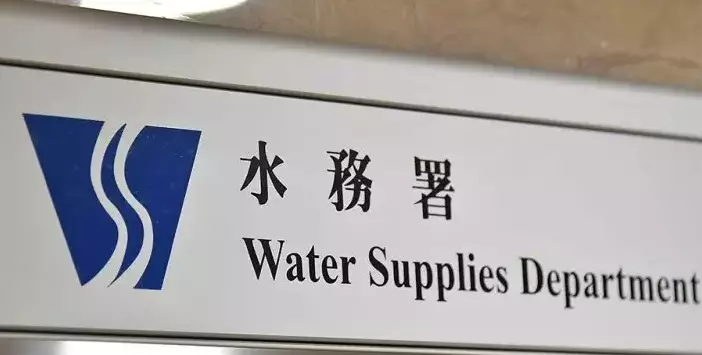 水務署
Water Supplies Department